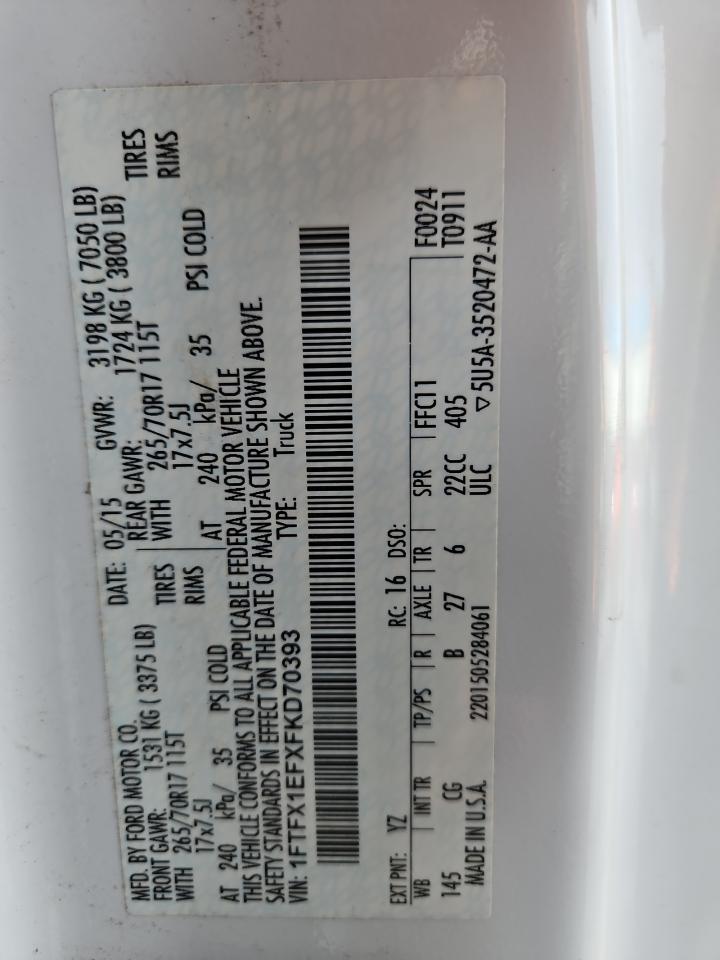 MFD. BY FORD MOTOR CO. DATE: 05/15 GVWR: 3198 KG ( 7050 LB)
FRONT GAWR: 1531 KG ( 3375 LB) REAR GAWR: 1724 KG ( 3800 LB)
WITH 265/70R17 115T TIRES WITH 265/70R17 115T TIRES
17x7.5J RIMS 17x7.5J RIMS
AT 240 kPa/ 35 PSI COLD AT 240 kPa/ 35 PSI COLD
THIS VEHICLE CONFORMS TO ALL APPLICABLE FEDERAL MOTOR VEHICLE
SAFETY STANDARDS IN EFFECT ON THE DATE OF MANUFACTURE SHOWN ABOVE.
VIN: 1FTFX1EFXFKD70393 TYPE: Truck
EXT PNT: YZ RC: 16 DSO:
WB INT TR TP/PS R AXLE TR SPR FFC11 F0024
145 CG B 27 6 22CC 405 T0911
MADE IN U.S.A. 2201505284061 ULC ▽5U5A-3520472-AA